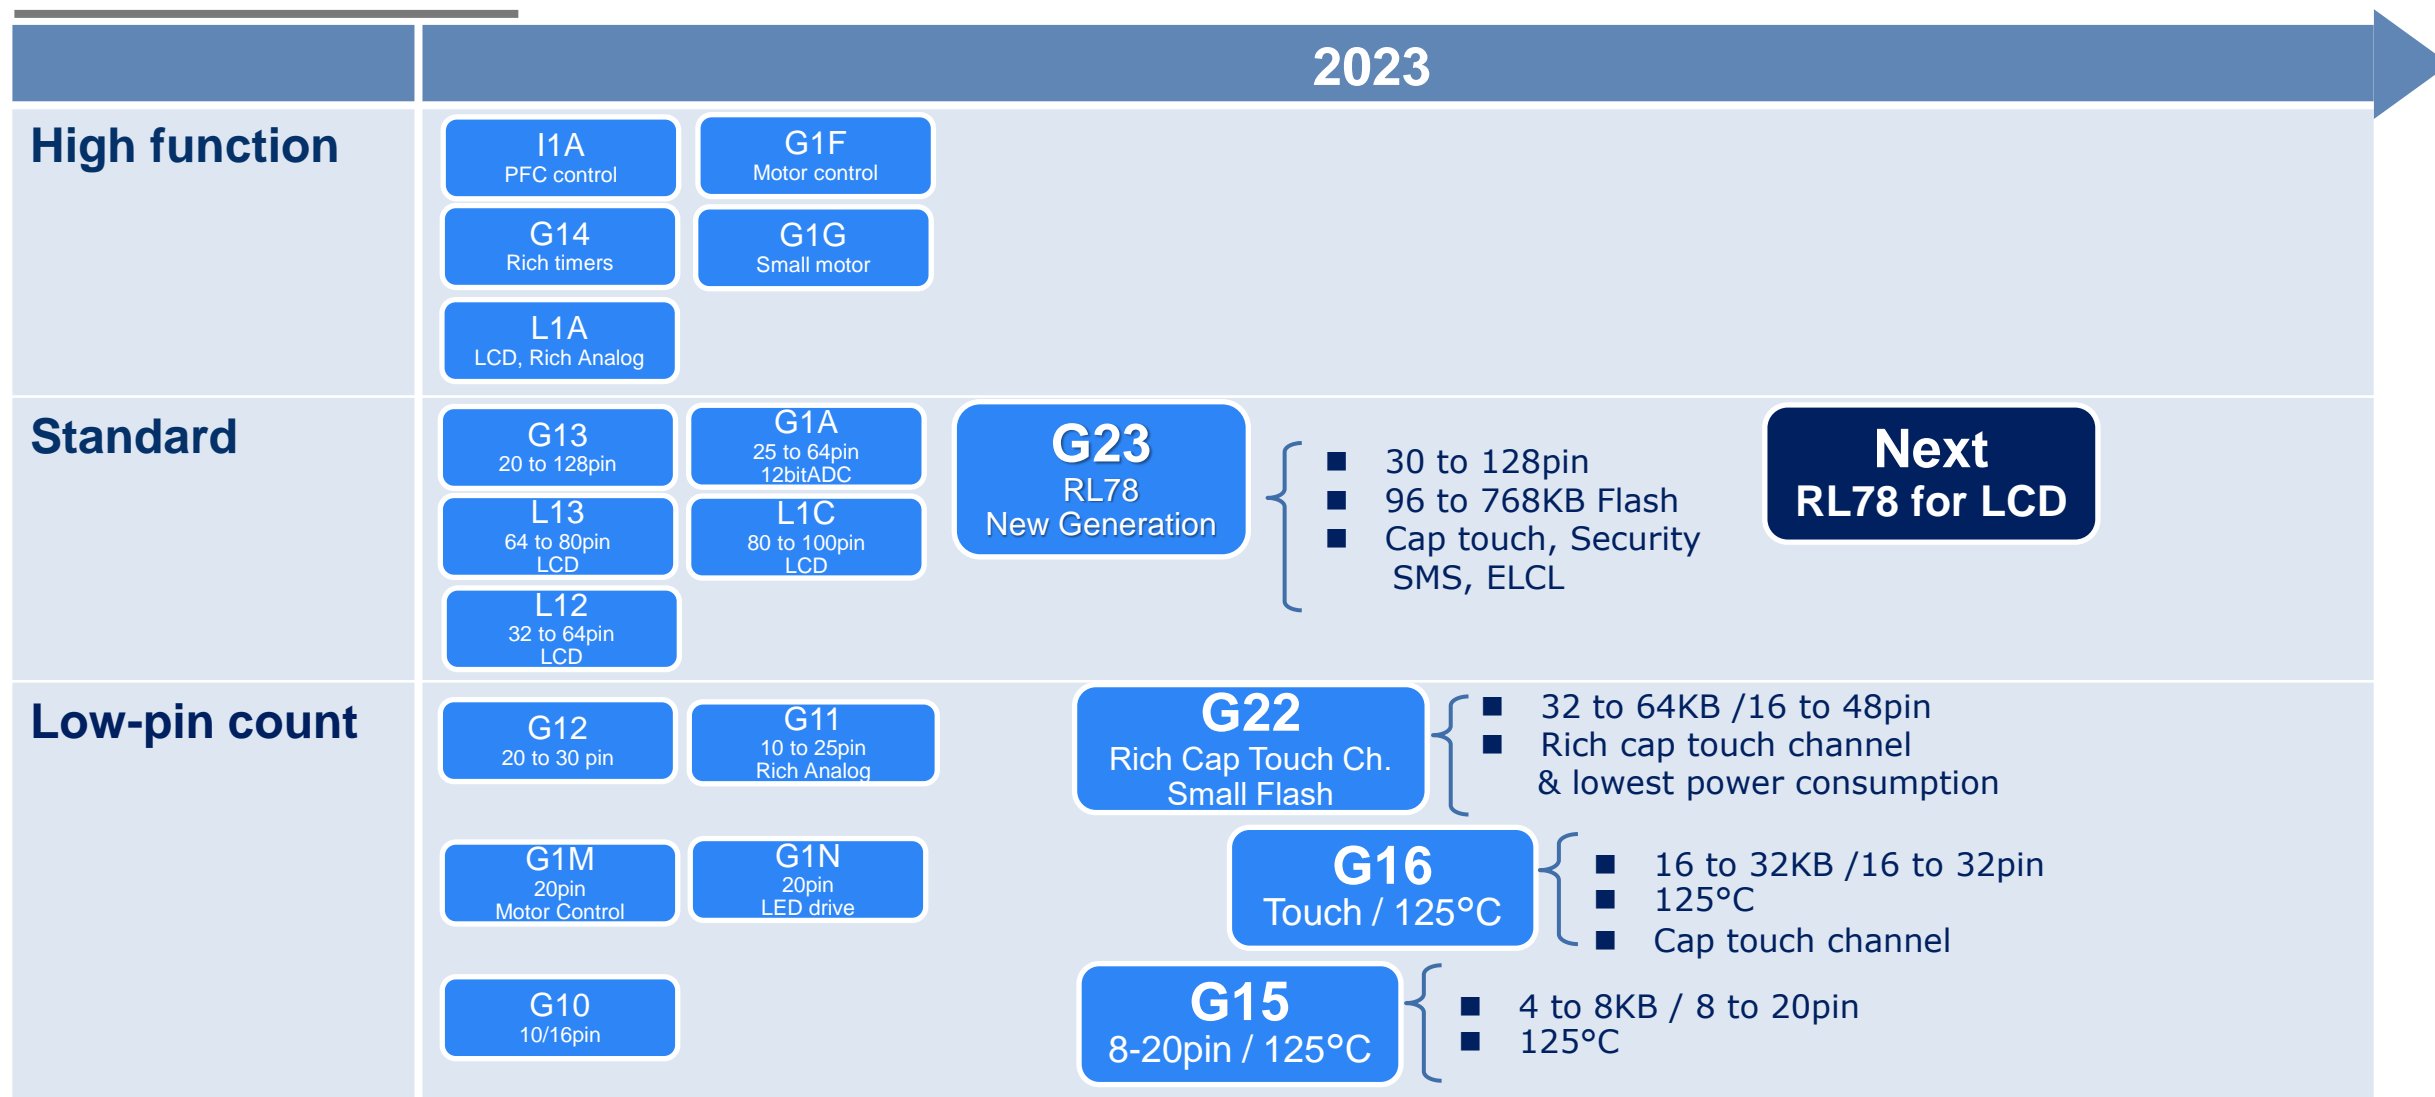 2023
High function
I1A
PFC control
G1F
Motor control
G14
Rich timers
G1G
Small motor
L1A
LCD, Rich Analog
Standard
G13
20 to 128pin
G1A
25 to 64pin
12bitADC
L13
64 to 80pin
LCD
L1C
80 to 100pin
LCD
L12
32 to 64pin
LCD
G23
RL78
New Generation
■ 30 to 128pin
■ 96 to 768KB Flash
■ Cap touch, Security
SMS, ELCL
Next
RL78 for LCD
Low-pin count
G12
20 to 30 pin
G11
10 to 25pin
Rich Analog
G22
Rich Cap Touch Ch.
Small Flash
■ 32 to 64KB /16 to 48pin
■ Rich cap touch channel
& lowest power consumption
G1M
20pin
Motor Control
G1N
20pin
LED drive
G16
Touch / 125°C
■ 16 to 32KB /16 to 32pin
■ 125°C
■ Cap touch channel
G10
10/16pin
G15
8-20pin / 125°C
■ 4 to 8KB / 8 to 20pin
■ 125°C